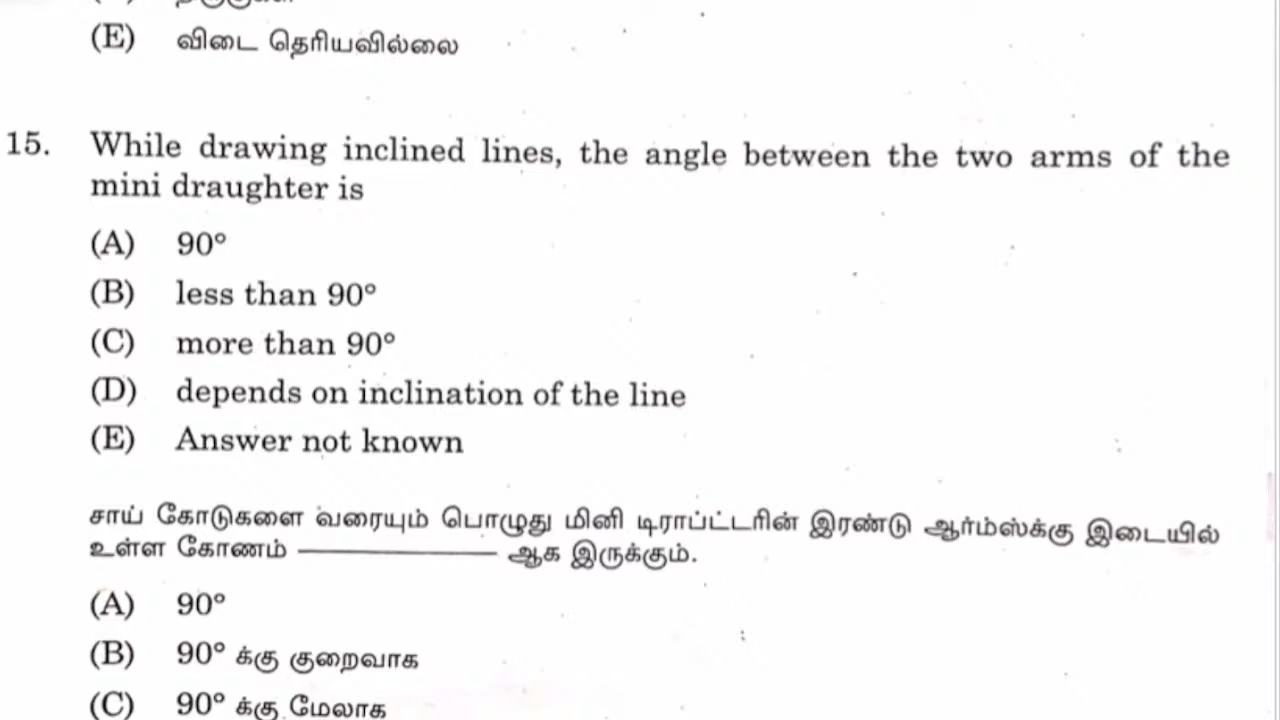 (E) விடை தெரியவில்லை
15. While drawing inclined lines, the angle between the two arms of the
mini draughter is
(A) 90°
(B) less than 90°
(C) more than 90°
(D) depends on inclination of the line
(E) Answer not known
சாய் கோடுகளை வரையும் பொழுது மினி டிராப்ட்டரின் இரண்டு ஆர்ம்ஸ்க்கு இடையில்
உள்ள கோணம் ——————— ஆக இருக்கும்.
(A) 90°
(B) 90° க்கு குறைவாக
(C) 90° க்கு மேலாக